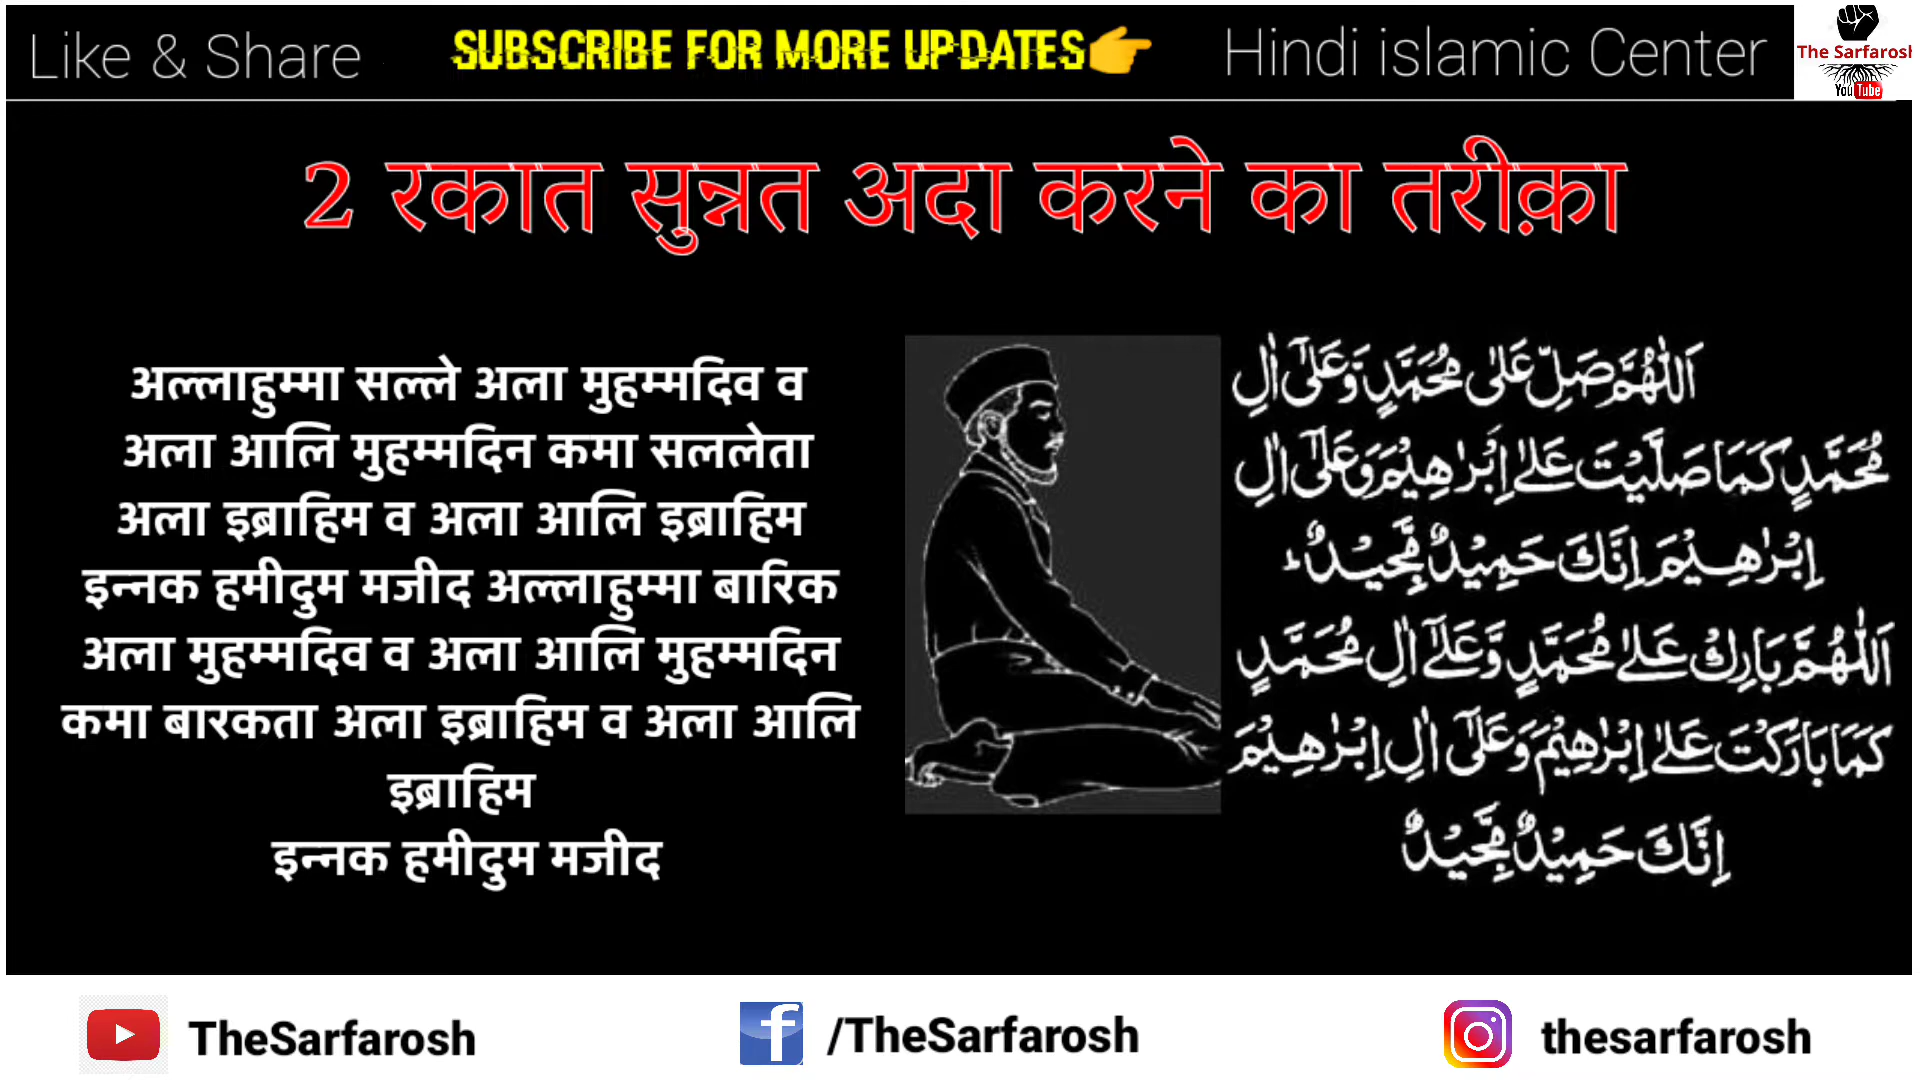 Like & Share
SUBSCRIBE FOR MORE UPDATES👉
Hindi islamic Center
The Sarfarosh
YouTube
2 रकात सुन्नत अदा करने का तरीक़ा
अल्लाहुम्मा सल्ले अला मुहम्मदिव व
अला आलि मुहम्मदिन कमा सललेता
अला इब्राहिम व अला आलि इब्राहिम
इन्नक हमीदुम मजीद अल्लाहुम्मा बारिक
अला मुहम्मदिव व अला आलि मुहम्मदिन
कमा बारकता अला इब्राहिम व अला आलि
इब्राहिम
इन्नक हमीदुम मजीद
اَللّٰهُمَّ صَلِّ عَلٰى مُحَمَّدٍ وَّعَلٰٓى اٰلِ
مُحَمَّدٍ كَمَا صَلَّيْتَ عَلٰٓى اِبْرٰهِيْمَ وَعَلٰٓى اٰلِ
اِبْرٰهِيْمَ اِنَّكَ حَمِيْدٌ مَّجِيْدٌ ؕ
اَللّٰهُمَّ بَارِكْ عَلٰى مُحَمَّدٍ وَّعَلٰٓى اٰلِ مُحَمَّدٍ
كَمَا بَارَكْتَ عَلٰٓى اِبْرٰهِيْمَ وَعَلٰٓى اٰلِ اِبْرٰهِيْمَ
اِنَّكَ حَمِيْدٌ مَّجِيْدٌ
TheSarfarosh
/TheSarfarosh
thesarfarosh